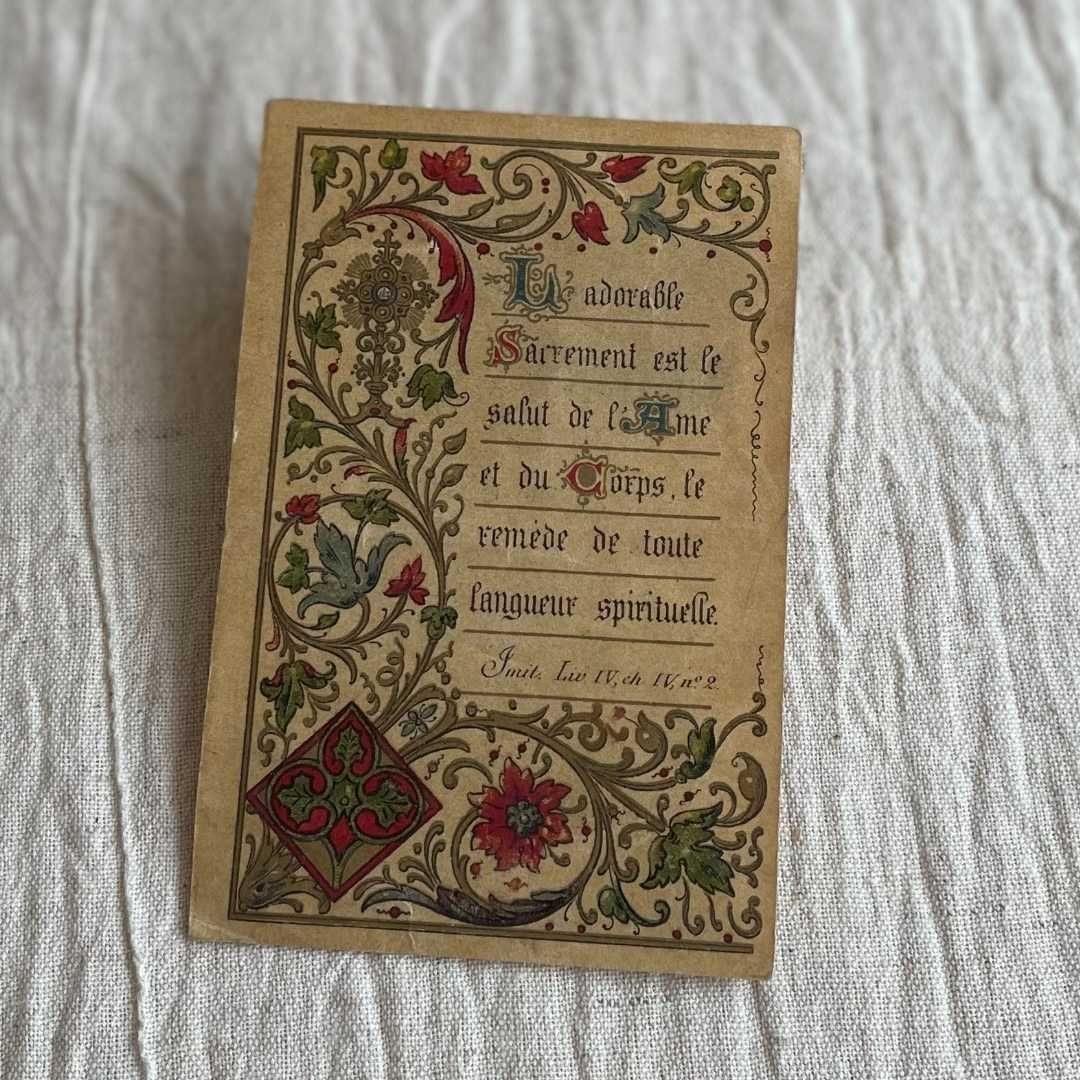 L'adorable
Sacrement est le
salut de l'Ame
et du Corps, le
remède de toute
langueur spirituelle.
Imit. Liv IV, ch IV, nº 2.